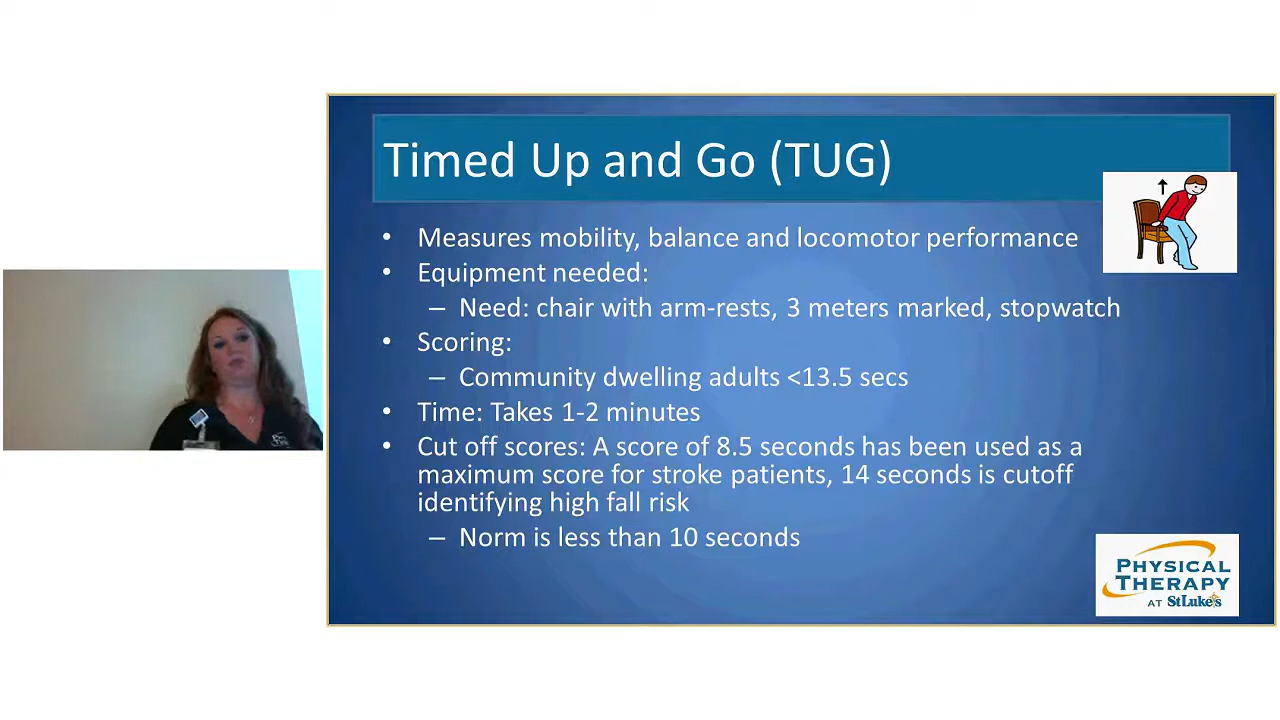 Timed Up and Go (TUG)
• Measures mobility, balance and locomotor performance
• Equipment needed:
– Need: chair with arm-rests, 3 meters marked, stopwatch
• Scoring:
– Community dwelling adults <13.5 secs
• Time: Takes 1-2 minutes
• Cut off scores: A score of 8.5 seconds has been used as a
maximum score for stroke patients, 14 seconds is cutoff
identifying high fall risk
– Norm is less than 10 seconds
PHYSICAL
THERAPY
AT StLuke's